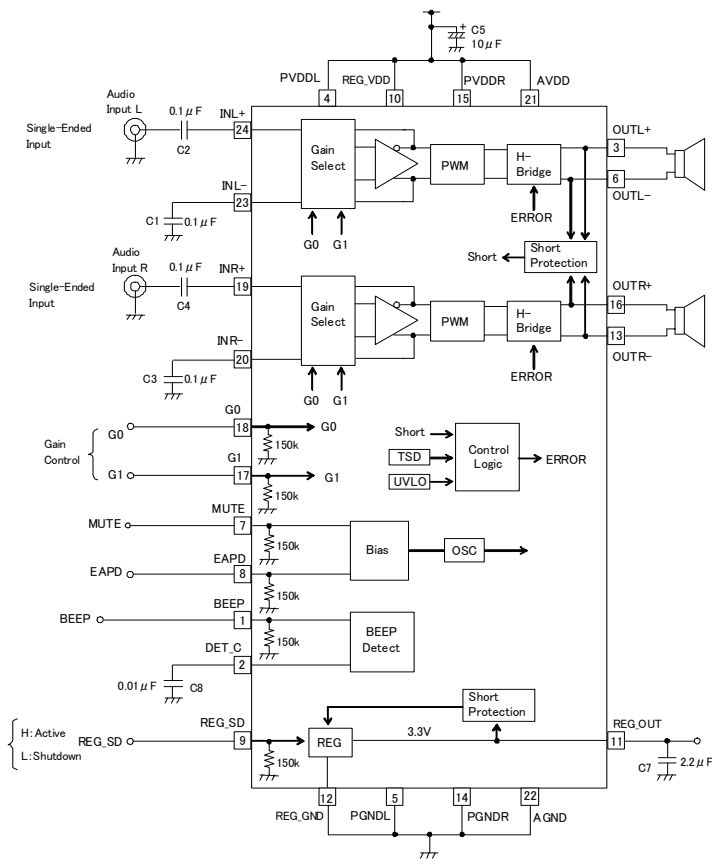 C5
10μF
PVDDL
REG_VDD
PVDDR
AVDD
4
10
15
21
Audio
Input L
0.1μF
INL+
Single-Ended
Input
C2
24
Gain
Select
PWM
H-
Bridge
OUTL+
3
6
OUTL-
INL-
23
C1
0.1μF
G0
G1
ERROR
Short
Short
Protection
Audio
Input R
0.1μF
INR+
Single-Ended
Input
C4
19
Gain
Select
PWM
H-
Bridge
OUTR+
16
13
OUTR-
INR-
20
C3
0.1μF
G0
G1
ERROR
G0
Gain
Control
G0
18
G0
150k
G1
G1
17
G1
150k
Short
TSD
UVLO
Control
Logic
ERROR
MUTE
MUTE
7
150k
Bias
OSC
EAPD
EAPD
8
150k
BEEP
BEEP
1
150k
BEEP
Detect
DET_C
2
0.01μF
C8
H: Active
L: Shutdown
REG_SD
REG_SD
9
150k
REG
3.3V
Short
Protection
REG_OUT
11
C7
2.2μF
12
5
14
22
REG_GND
PGNDL
PGNDR
AGND